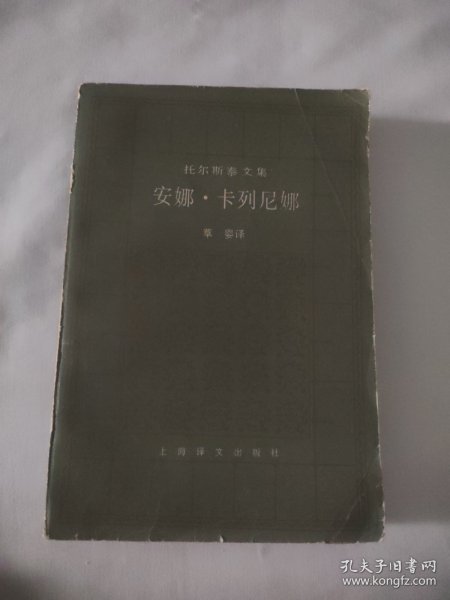 托尔斯泰文集
安娜·卡列尼娜
草婴译
上海译文出版社
孔夫子旧书网
www.kongfz.com